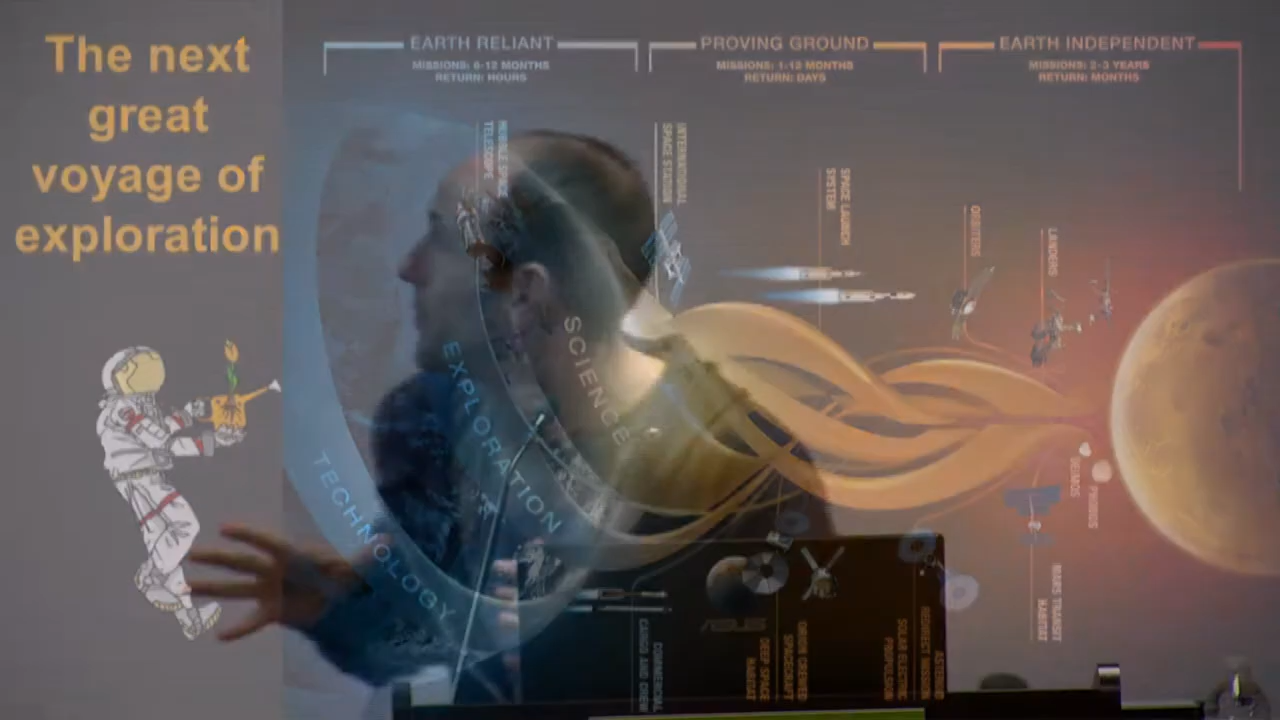 The next
great
voyage of
exploration
EARTH RELIANT
MISSIONS: 6-12 MONTHS
RETURN: HOURS
PROVING GROUND
MISSIONS: 1-12 MONTHS
RETURN: DAYS
EARTH INDEPENDENT
MISSIONS: 2-3 YEARS
RETURN: MONTHS
HUBBLE SPACE
TELESCOPE
INTERNATIONAL
SPACE STATION
SPACE LAUNCH
SYSTEM
ORBITERS
LANDERS
SCIENCE
EXPLORATION
TECHNOLOGY
DEIMOS
PHOBOS
MARS TRANSIT
HABITAT
COMMERCIAL
CARGO AND CREW
DEEP SPACE
HABITAT
ORION CREWED
SPACECRAFT
SOLAR ELECTRIC
PROPULSION
ASTEROID
REDIRECT MISSION
ASUS